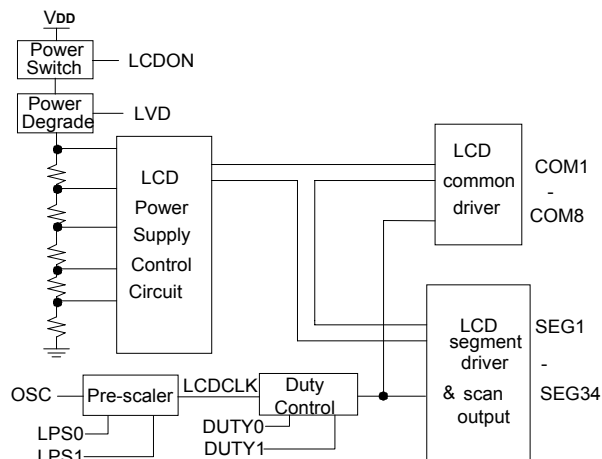 VDD
Power
Switch
LCDON
Power
Degrade
LVD
LCD
Power
Supply
Control
Circuit
LCD
common
driver
COM1
-
COM8
LCD
segment
driver
& scan
output
SEG1
-
SEG34
OSC
Pre-scaler
LCDCLK
Duty
Control
LPS0
LPS1
DUTY0
DUTY1